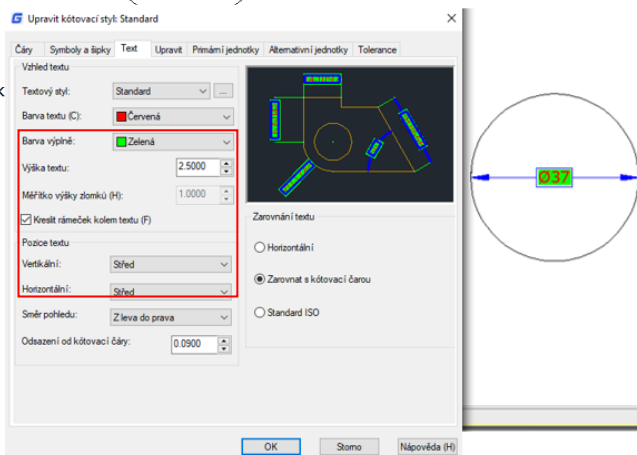 Upravit kótovací styl: Standard
Čáry Symboly a šipky Text Upravit Primární jednotky Alternativní jednotky Tolerance
Vzhled textu
Textový styl: Standard ...
Barva textu (C): Červená
Barva výplně: Zelená
Výška textu: 2.5000
Měřítko výšky zlomků (H): 1.0000
Kreslit rámeček kolem textu (F)
Pozice textu
Vertikální: Střed
Horizontální: Střed
Směr pohledu: Z leva do prava
Odsazení od kótovací čáry: 0.0900
Zarovnání textu
Horizontální
Zarovnat s kótovací čarou
Standard ISO
OK Storno Nápověda (H)
Ø37